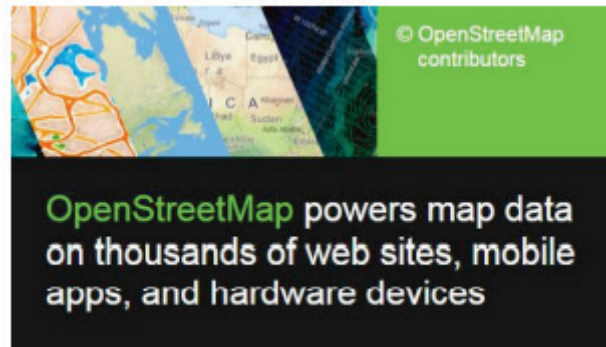 © OpenStreetMap
contributors
Cairo
Libya
Egypt
I C A
Sudan
OpenStreetMap powers map data
on thousands of web sites, mobile
apps, and hardware devices